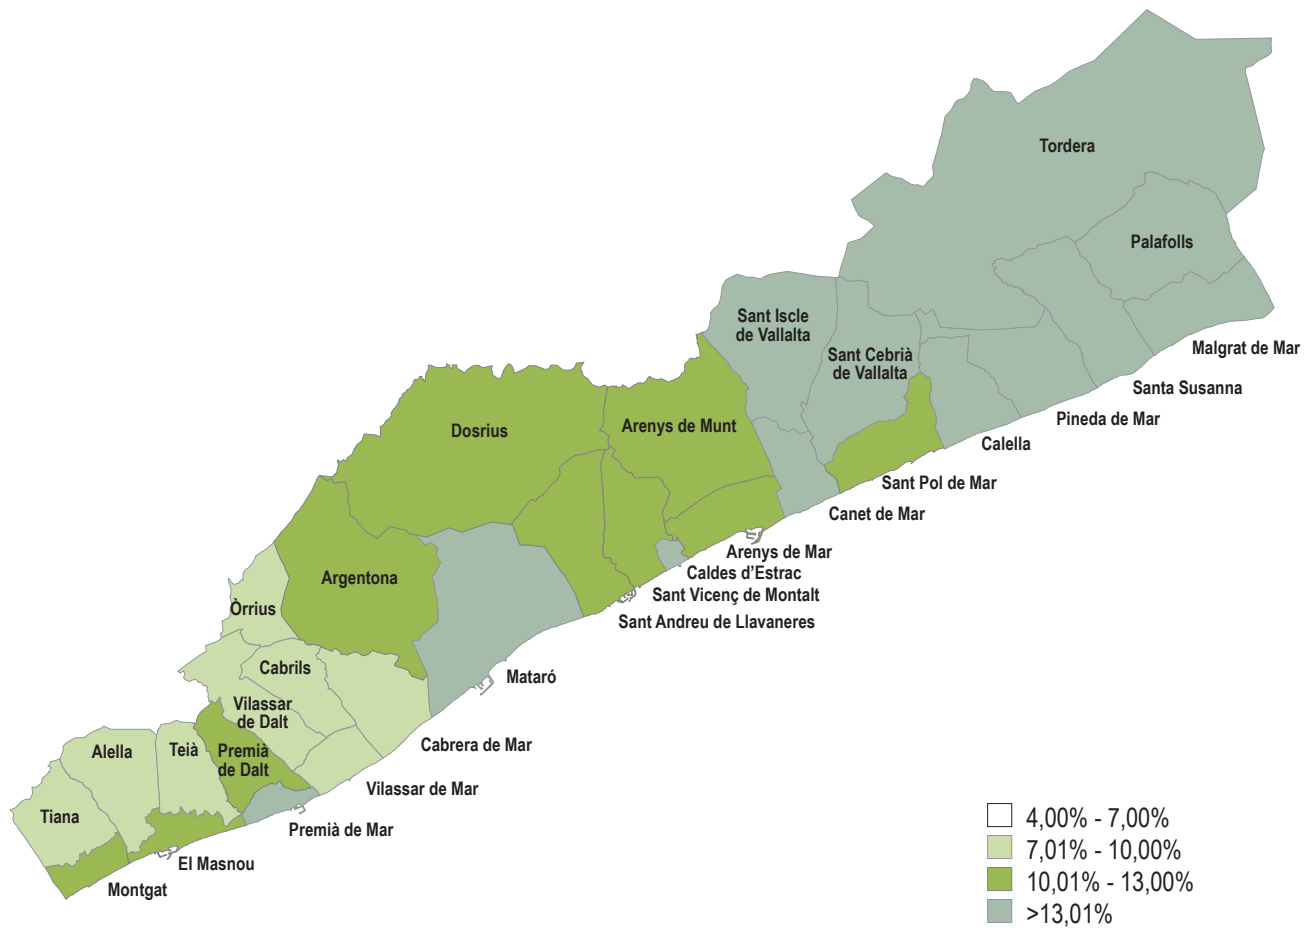 Tordera
Palafolls
Sant Iscle
de Vallalta
Sant Cebrià
de Vallalta
Malgrat de Mar
Santa Susanna
Pineda de Mar
Calella
Sant Pol de Mar
Canet de Mar
Arenys de Munt
Dosrius
Arenys de Mar
Caldes d’Estrac
Sant Vicenç de Montalt
Sant Andreu de Llavaneres
Argentona
Òrrius
Mataró
Cabrils
Vilassar
de Dalt
Cabrera de Mar
Alella
Teià
Premià
de Dalt
Vilassar de Mar
Tiana
Premià de Mar
El Masnou
Montgat
4,00% - 7,00%
7,01% - 10,00%
10,01% - 13,00%
>13,01%